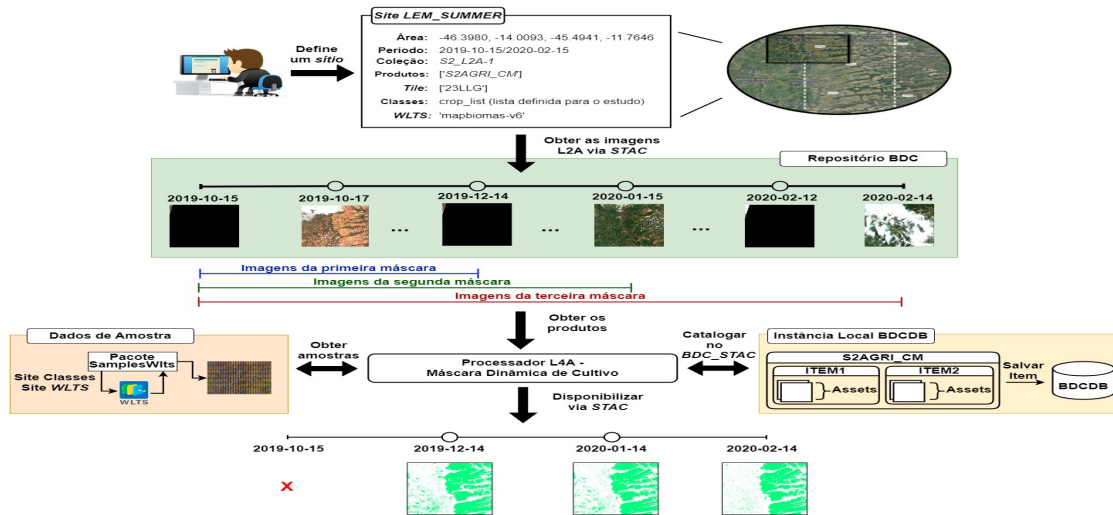 Site LEM_SUMMER
Define
um sítio
Área: -46.3980, -14.0093, -45.4941, -11.7646
Período: 2019-10-15/2020-02-15
Coleção: S2_L2A-1
Produtos: ['S2AGRI_CM']
Tile: ['23LLG']
Classes: crop_list (lista definida para o estudo)
WLTS: 'mapbiomas-v6'
Obter as imagens
L2A via STAC
Repositório BDC
2019-10-15
2019-10-17
2019-12-14
2020-01-15
2020-02-12
2020-02-14
...
...
...
Imagens da primeira máscara
Imagens da segunda máscara
Imagens da terceira máscara
Obter os
produtos
Dados de Amostra
Pacote
SamplesWlts
Site Classes
Site WLTS
WLTS
Obter
amostras
Processador L4A -
Máscara Dinâmica de Cultivo
Catalogar
no
BDC_STAC
Instância Local BDCDB
S2AGRI_CM
ITEM1
Assets
ITEM2
Assets
Salvar
Item
BDCDB
Disponibilizar
via STAC
2019-10-15
2019-12-14
2020-01-14
2020-02-14
X